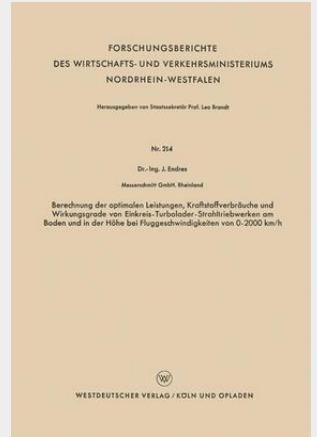 FORSCHUNGSBERICHTE
DES WIRTSCHAFTS- UND VERKEHRSMINISTERIUMS
NORDRHEIN-WESTFALEN
Herausgegeben von Staatssekretär Prof. Leo Brandt
Nr. 214
Dr.-Ing. J. Endres
Messerschmitt GmbH. Rheinland
Berechnung der optimalen Leistungen, Kraftstoffverbräuche und
Wirkungsgrade von Einkreis-Turbolader-Strahltriebwerken am
Boden und in der Höhe bei Fluggeschwindigkeiten von 0-2000 km/h
WESTDEUTSCHER VERLAG / KÖLN UND OPLADEN